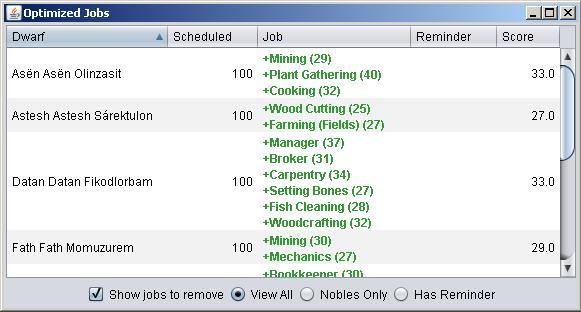 Optimized Jobs
Dwarf Scheduled Job Reminder Score
+Mining (29)
Asën Asën Olinzasit 100 +Plant Gathering (40) 33.0
+Cooking (32)
+Wood Cutting (25)
Astesh Astesh Sárektulon 100 27.0
+Farming (Fields) (27)
+Manager (37)
+Broker (31)
+Carpentry (34)
Datan Datan Fikodlorbam 100 33.0
+Setting Bones (27)
+Fish Cleaning (28)
+Woodcrafting (32)
+Mining (30)
Fath Fath Momuzurem 100 29.0
+Mechanics (27)
+Bookkeeper (30)
Show jobs to remove View All Nobles Only Has Reminder